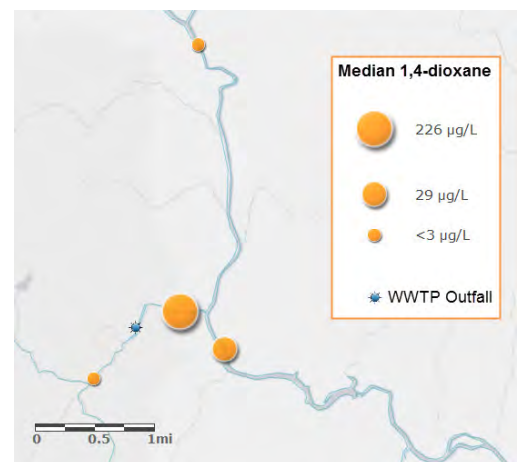 Median 1,4-dioxane
226 µg/L
29 µg/L
<3 µg/L
WWTP Outfall
0 0.5 1mi